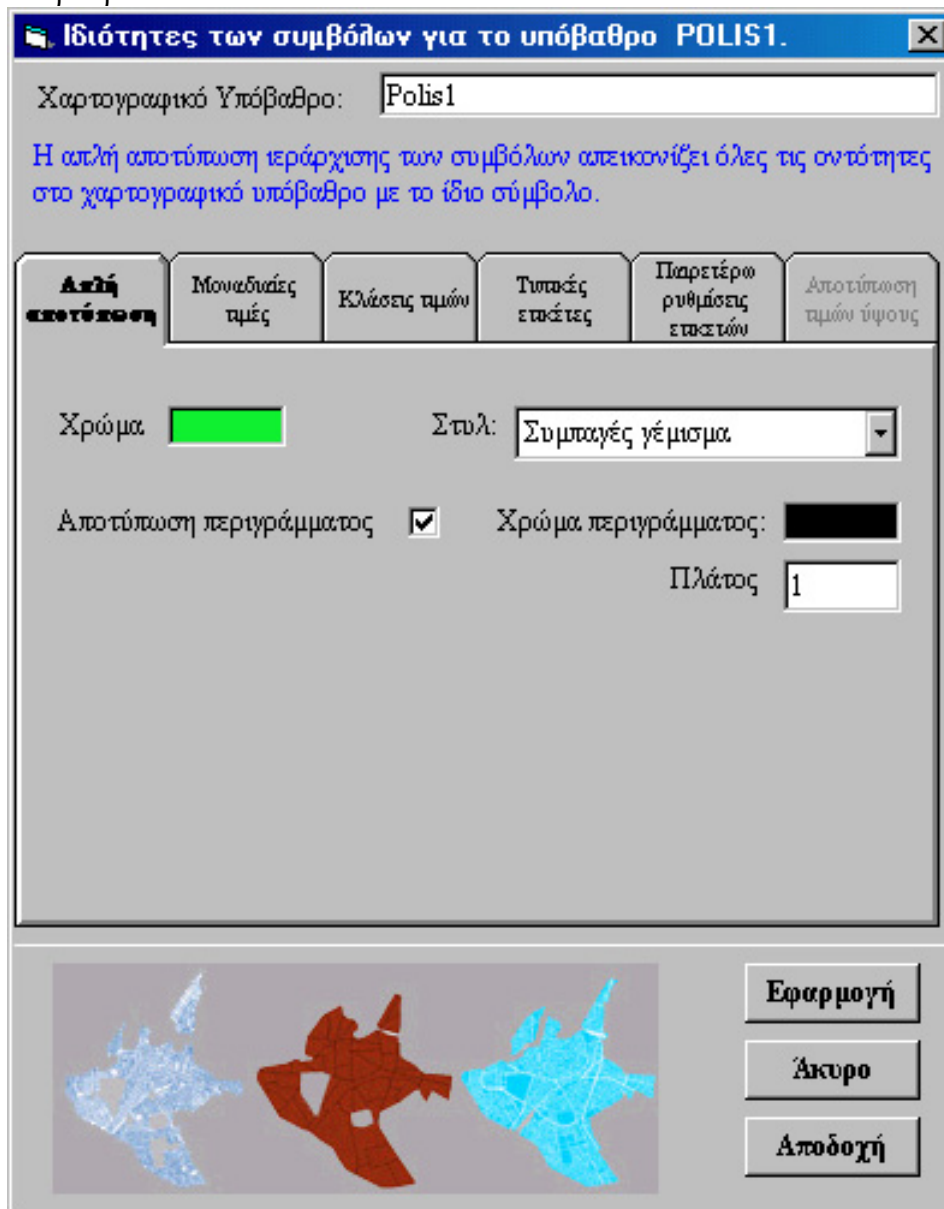 Ιδιότητες των συμβόλων για το υπόβαθρο POLIS1.
Χαρτογραφικό Υπόβαθρο: Polis1
Η απλή αποτύπωση ιεράρχισης των συμβόλων απεικονίζει όλες τις οντότητες
στο χαρτογραφικό υπόβαθρο με το ίδιο σύμβολο.
Απλή
αποτύπωση
Μοναδιαίες
τιμές
Κλάσεις τιμών
Τυπικές
ετικέτες
Παιρετέρω
ρυθμίσεις
ετικετών
Αποτύπωση
τιμών ύψους
Χρώμα
Στυλ: Συμπαγές γέμισμα
Αποτύπωση περιγράμματος
Χρώμα περιγράμματος:
Πλάτος 1
Εφαρμογή
Άκυρο
Αποδοχή